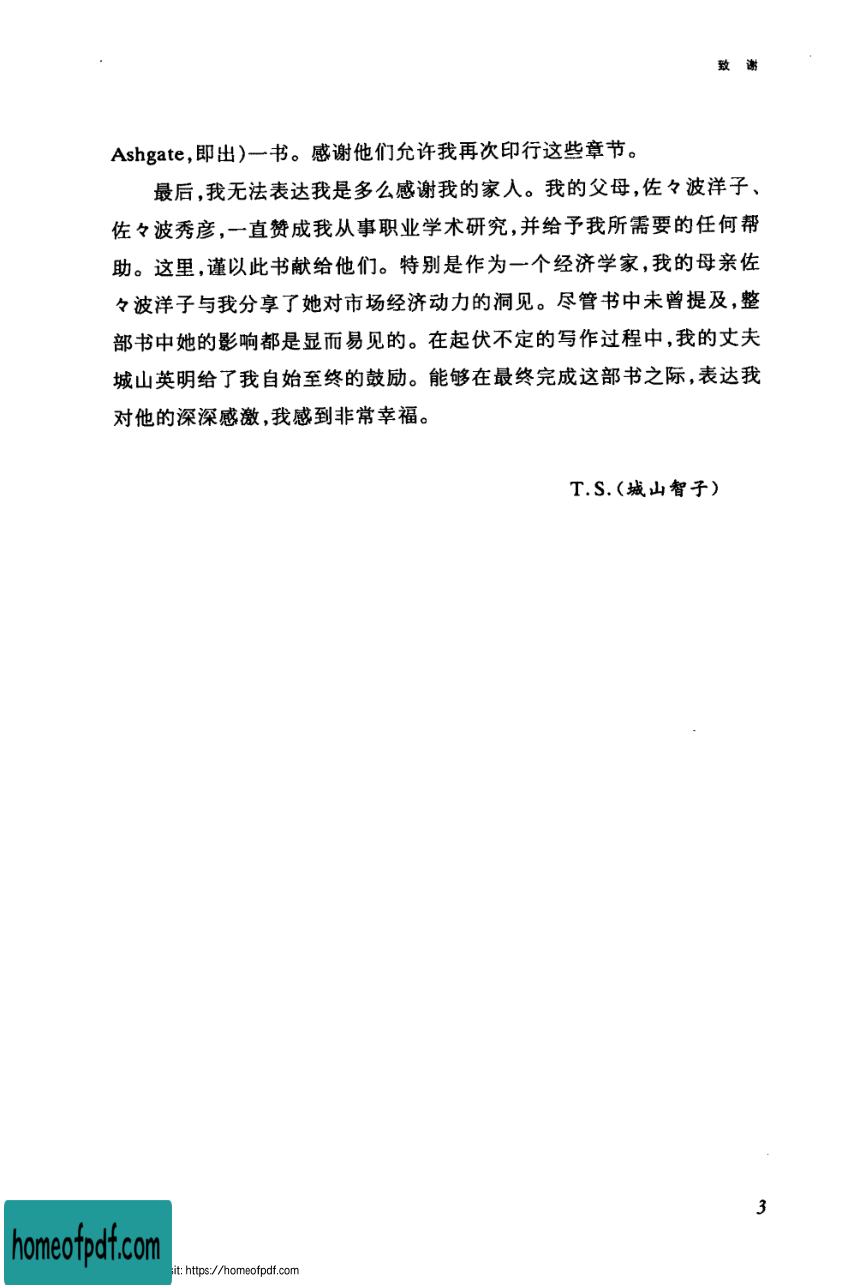 致 谢
Ashgate,即出)一书。感谢他们允许我再次印行这些章节。
最后,我无法表达我是多么感谢我的家人。我的父母,佐々波洋子、
佐々波秀彦,一直赞成我从事职业学术研究,并给予我所需要的任何帮
助。这里,谨以此书献给他们。特别是作为一个经济学家,我的母亲佐
々波洋子与我分享了她对市场经济动力的洞见。尽管书中未曾提及,整
部书中她的影响都是显而易见的。在起伏不定的写作过程中,我的丈夫
城山英明给了我自始至终的鼓励。能够在最终完成这部书之际,表达我
对他的深深感激,我感到非常幸福。
T.S.(城山智子)
3
homeofpdf.com
sit: https://homeofpdf.com